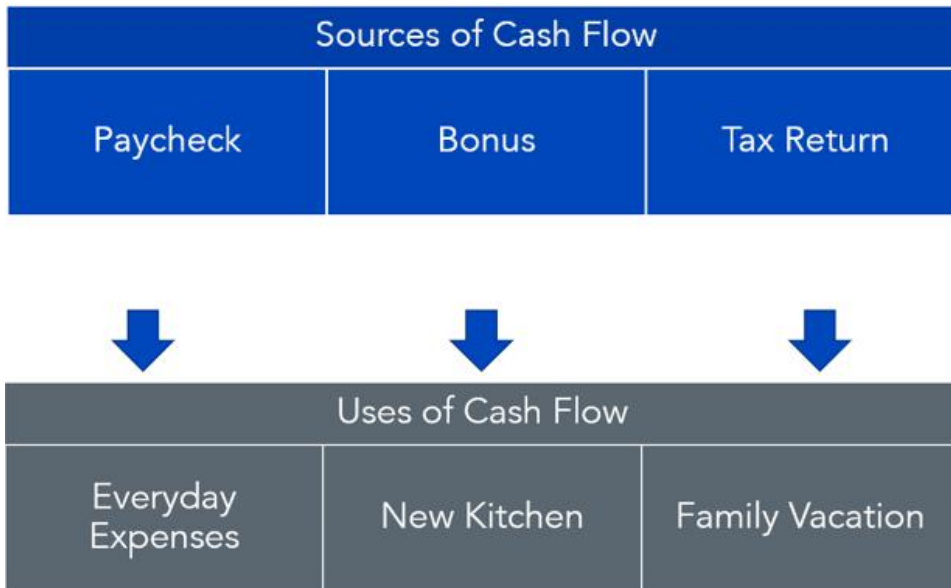 Sources of Cash Flow
Paycheck
Bonus
Tax Return
Uses of Cash Flow
Everyday
Expenses
New Kitchen
Family Vacation